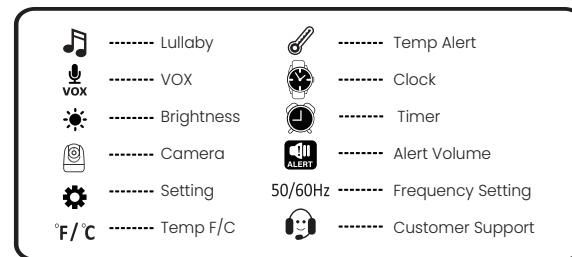 -------- Lullaby
VOX -------- VOX
-------- Brightness
-------- Camera
-------- Setting
°F/°C -------- Temp F/C
-------- Temp Alert
-------- Clock
-------- Timer
ALERT -------- Alert Volume
50/60Hz -------- Frequency Setting
-------- Customer Support